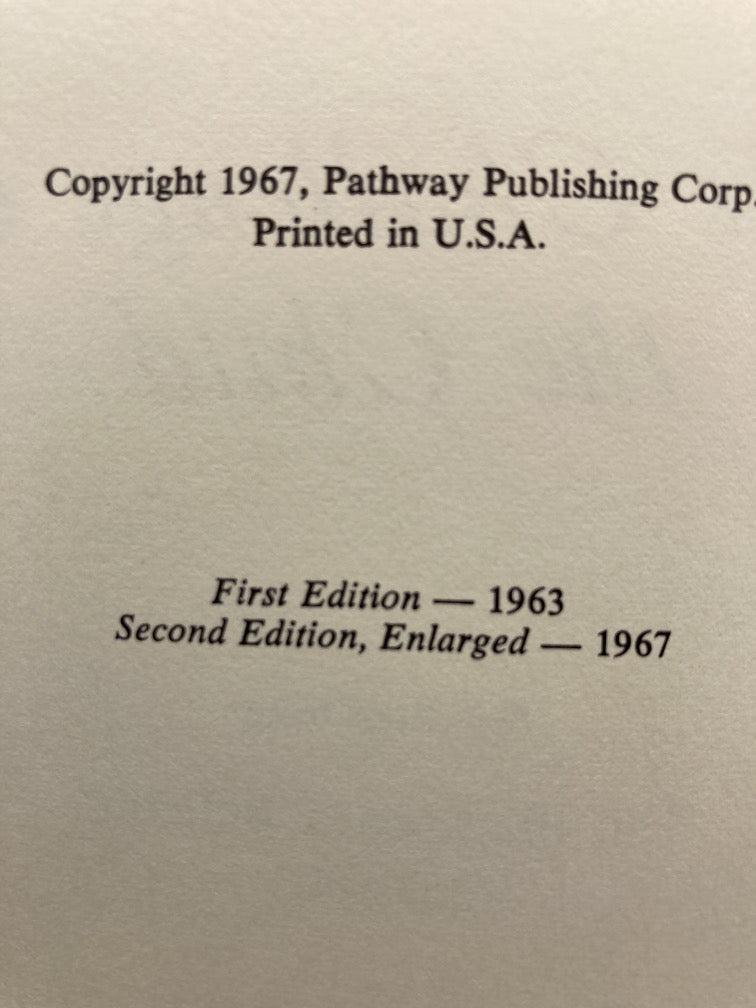 Copyright 1967, Pathway Publishing Corp.
Printed in U.S.A.
First Edition — 1963
Second Edition, Enlarged — 1967